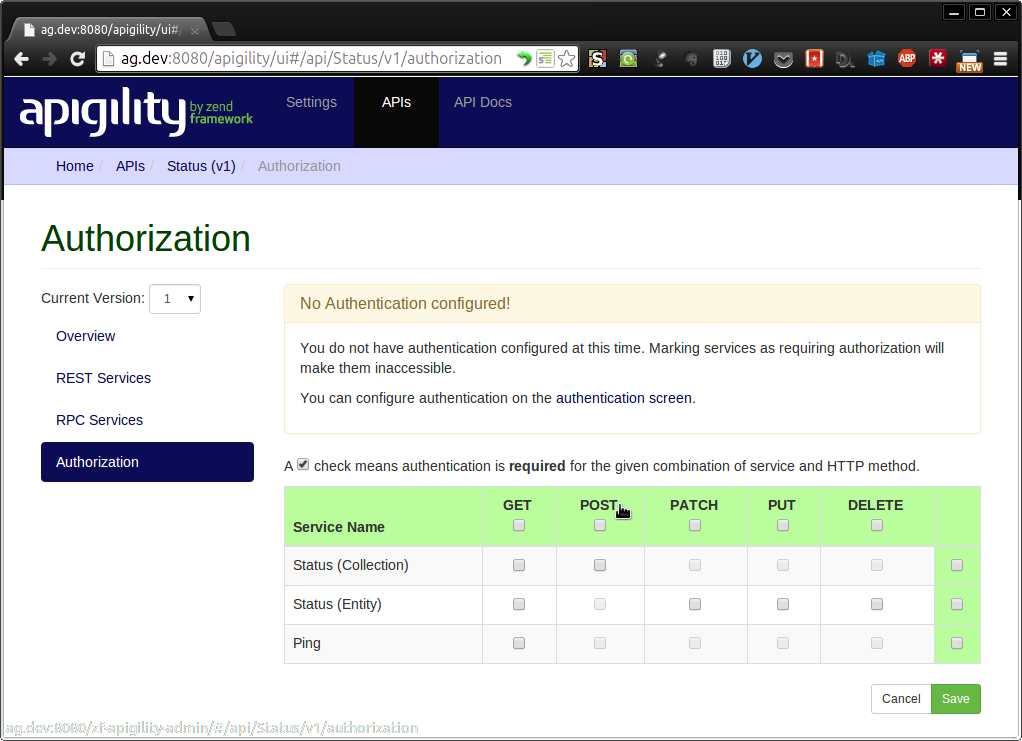 ag.dev:8080/apigility/ui#
ag.dev:8080/apigility/ui#/api/Status/v1/authorization
ABP
NEW
apigility by zend framework
Settings
APIs
API Docs
Home / APIs / Status (v1) / Authorization
Authorization
Current Version: 1
Overview
REST Services
RPC Services
Authorization
No Authentication configured!
You do not have authentication configured at this time. Marking services as requiring authorization will
make them inaccessible.
You can configure authentication on the authentication screen.
A check means authentication is required for the given combination of service and HTTP method.
Service Name GET POST PATCH PUT DELETE
Status (Collection)
Status (Entity)
Ping
Cancel Save
ag.dev:8080/zf-apigility-admin/#/api/Status/v1/authorization